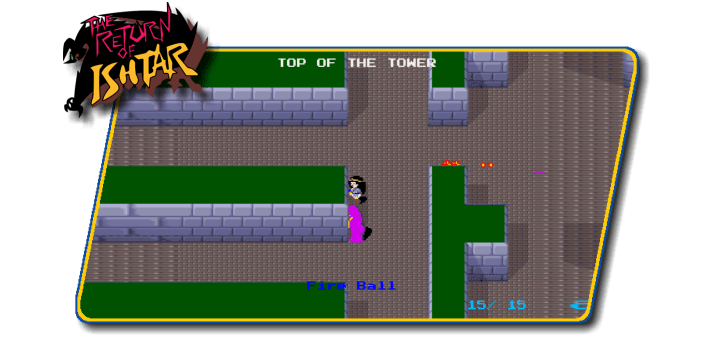 THE
RETURN
OF
ISHTAR
TOP OF THE TOWER
Fire Ball
15/ 15